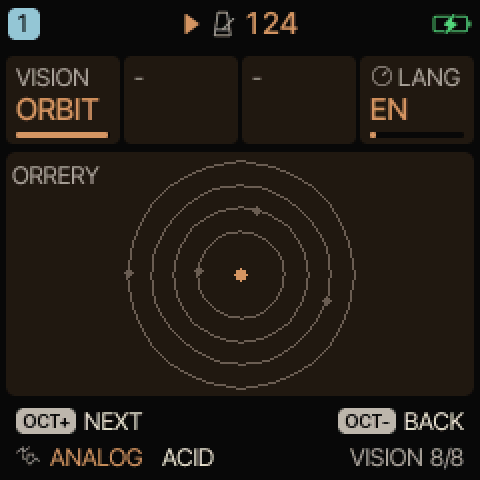 1 124
VISION - - LANG
ORBIT EN
ORRERY
OCT+ NEXT OCT- BACK
ANALOG ACID VISION 8/8